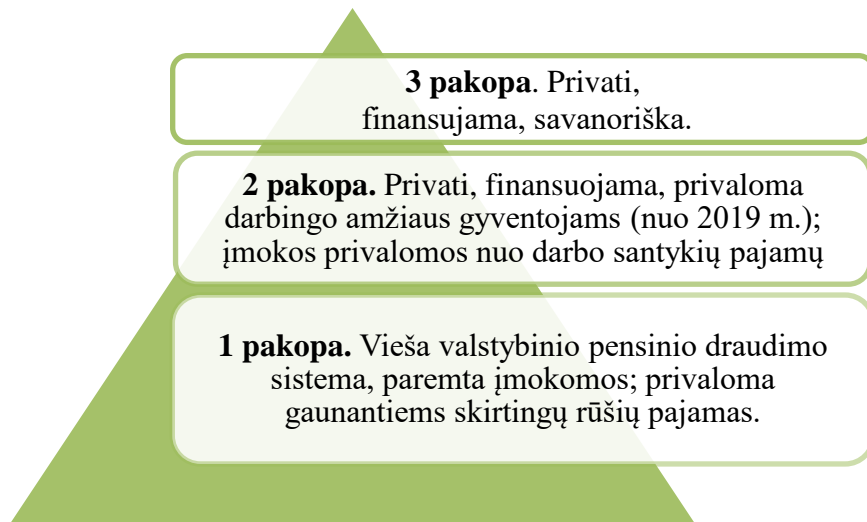 3 pakopa. Privati,
finansujama, savanoriška.
2 pakopa. Privati, finansuojama, privaloma
darbingo amžiaus gyventojams (nuo 2019 m.);
įmokos privalomos nuo darbo santykių pajamų
1 pakopa. Vieša valstybinio pensinio draudimo
sistema, paremta įmokomos; privaloma
gaunantiems skirtingų rūšių pajamas.